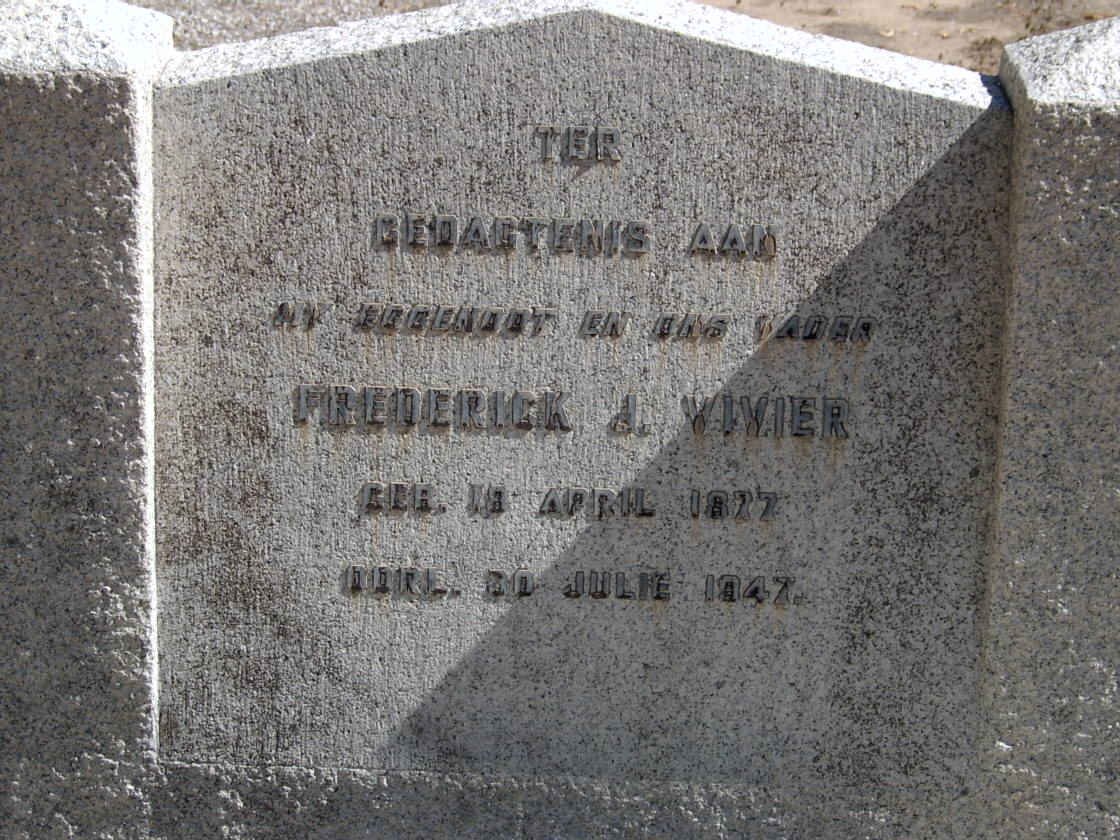 TER
GEDAGTENIS AAN
MY EGGENOOT EN ONS VADER
FREDERICK J. VIVIER
GEB. 18 APRIL 1877
OORL. 30 JULIE 1947.